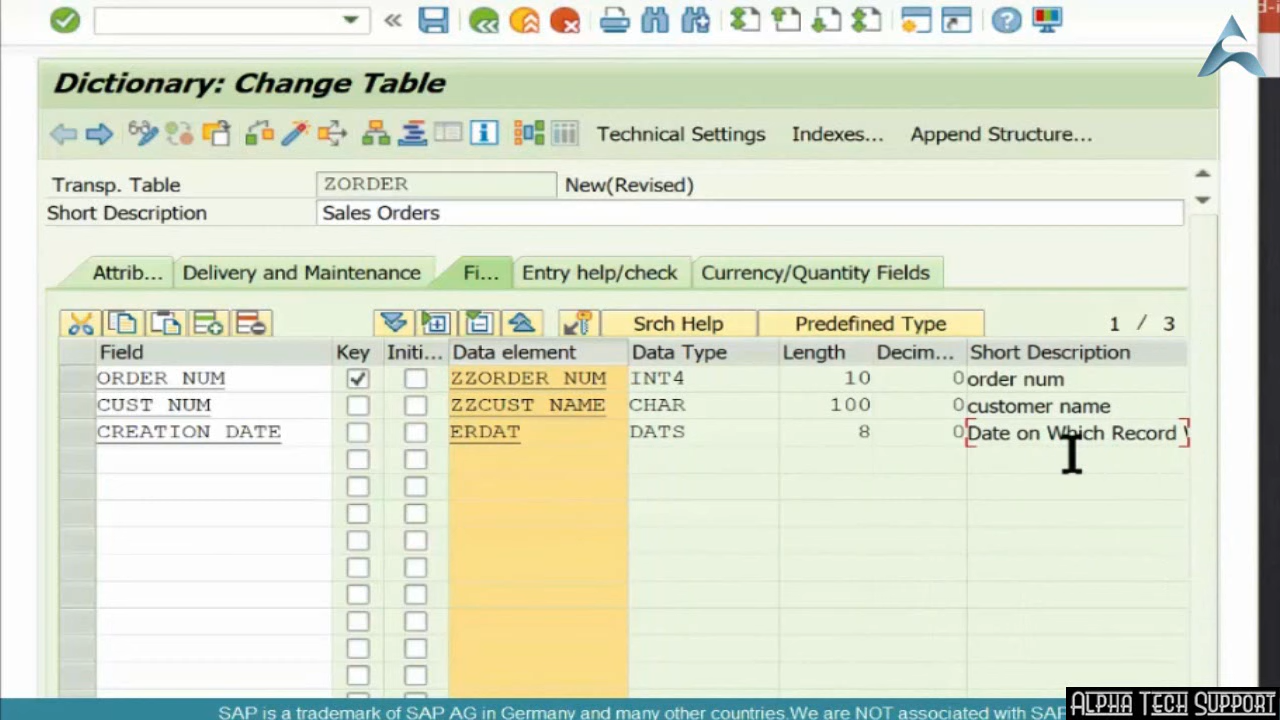 Dictionary: Change Table
Technical Settings Indexes... Append Structure...
Transp. Table ZORDER New(Revised)
Short Description Sales Orders
Attrib... Delivery and Maintenance Fi... Entry help/check Currency/Quantity Fields
Srch Help Predefined Type 1 / 3
Field Key Initi... Data element Data Type Length Decim... Short Description
ORDER NUM ZZORDER NUM INT4 10 0 order num
CUST NUM ZZCUST NAME CHAR 100 0 customer name
CREATION DATE ERDAT DATS 8 0 Date on Which Record
SAP is a trademark of SAP AG in Germany and many other countries.We are NOT associated with SAP
ALPHA TECH SUPPORT